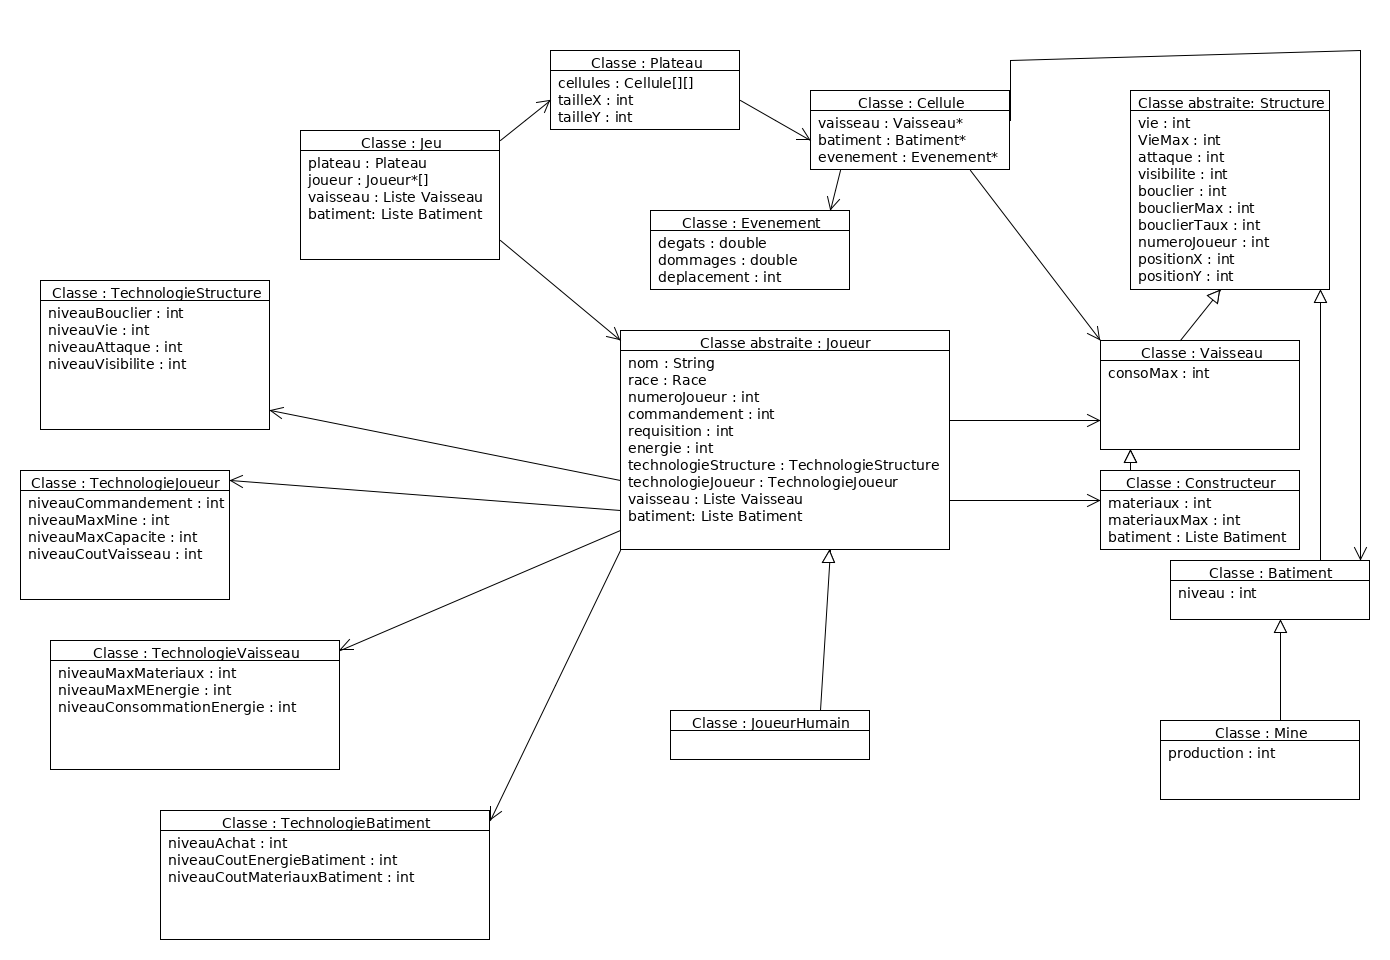 Classe : Plateau
cellules : Cellule[][]
tailleX : int
tailleY : int
Classe : Cellule
vaisseau : Vaisseau*
batiment : Batiment*
evenement : Evenement*
Classe abstraite: Structure
vie : int
VieMax : int
attaque : int
visibilite : int
bouclier : int
bouclierMax : int
bouclierTaux : int
numeroJoueur : int
positionX : int
positionY : int
Classe : Jeu
plateau : Plateau
joueur : Joueur*[]
vaisseau : Liste Vaisseau
batiment: Liste Batiment
Classe : Evenement
degats : double
dommages : double
deplacement : int
Classe : TechnologieStructure
niveauBouclier : int
niveauVie : int
niveauAttaque : int
niveauVisibilite : int
Classe abstraite : Joueur
nom : String
race : Race
numeroJoueur : int
commandement : int
requisition : int
energie : int
technologieStructure : TechnologieStructure
technologieJoueur : TechnologieJoueur
vaisseau : Liste Vaisseau
batiment: Liste Batiment
Classe : Vaisseau
consoMax : int
Classe : TechnologieJoueur
niveauCommandement : int
niveauMaxMine : int
niveauMaxCapacite : int
niveauCoutVaisseau : int
Classe : Constructeur
materiaux : int
materiauxMax : int
batiment : Liste Batiment
Classe : Batiment
niveau : int
Classe : TechnologieVaisseau
niveauMaxMateriaux : int
niveauMaxMEnergie : int
niveauConsommationEnergie : int
Classe : JoueurHumain
Classe : Mine
production : int
Classe : TechnologieBatiment
niveauAchat : int
niveauCoutEnergieBatiment : int
niveauCoutMateriauxBatiment : int